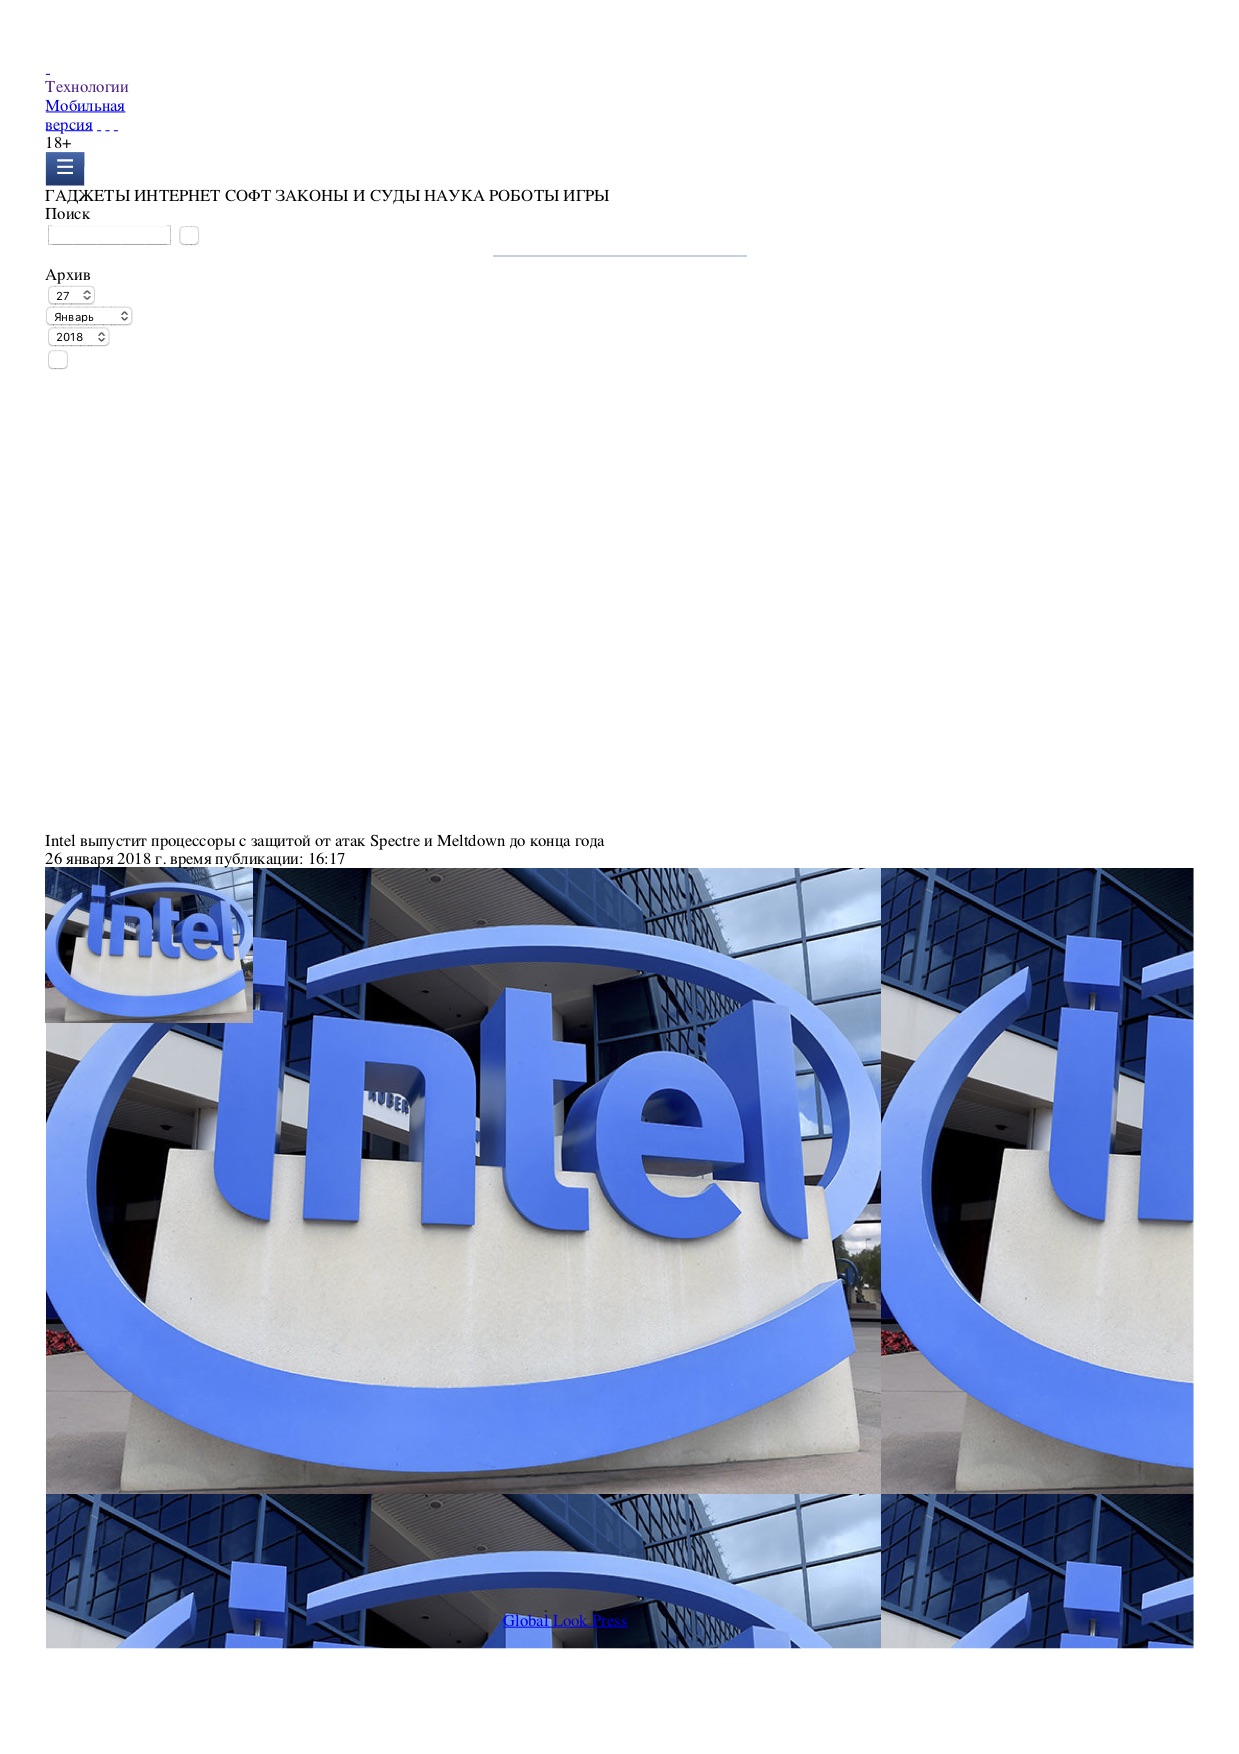 Технологии
Мобильная
версия
18+
☰
ГАДЖЕТЫ ИНТЕРНЕТ СОФТ ЗАКОНЫ И СУДЫ НАУКА РОБОТЫ ИГРЫ
Поиск
Архив
27
Январь
2018
Intel выпустит процессоры с защитой от атак Spectre и Meltdown до конца года
26 января 2018 г. время публикации: 16:17
intel
intel
Global Look Press